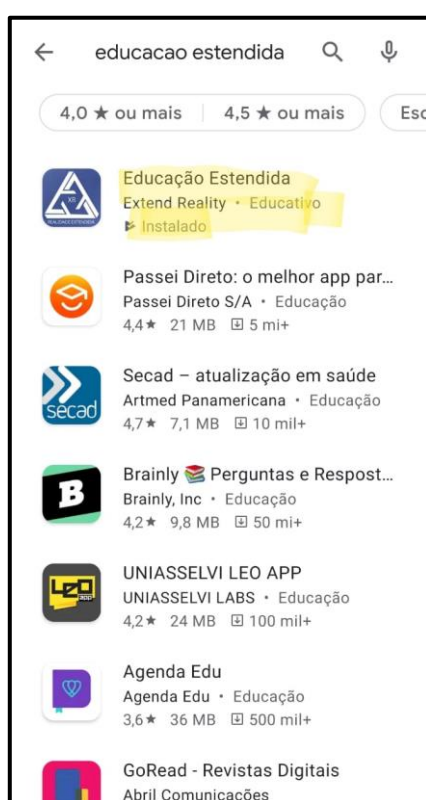 educacao estendida
4,0 ★ ou mais | 4,5 ★ ou mais
Educação Estendida
XR
Extend Reality • Educativo
Instalado
Passei Direto: o melhor app par...
Passei Direto S/A • Educação
4,4★ 21 MB 5 mi+
Secad – atualização em saúde
secad
Artmed Panamericana • Educação
4,7★ 7,1 MB 10 mil+
Brainly 📚 Perguntas e Respost...
B
Brainly, Inc • Educação
4,2★ 9,8 MB 50 mi+
UNIASSELVI LEO APP
LEO app
UNIASSELVI LABS • Educação
4,2★ 24 MB 100 mil+
Agenda Edu
Agenda Edu • Educação
3,6★ 36 MB 500 mil+
GoRead - Revistas Digitais
Abril Comunicações